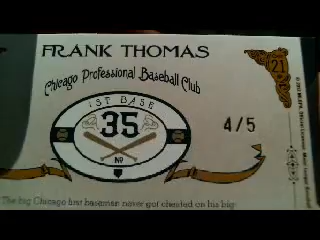 FRANK THOMAS
Chicago Professional Baseball Club
21
1ST BASE
35
Nº
4/5
The big Chicago first baseman never got cheated on his big